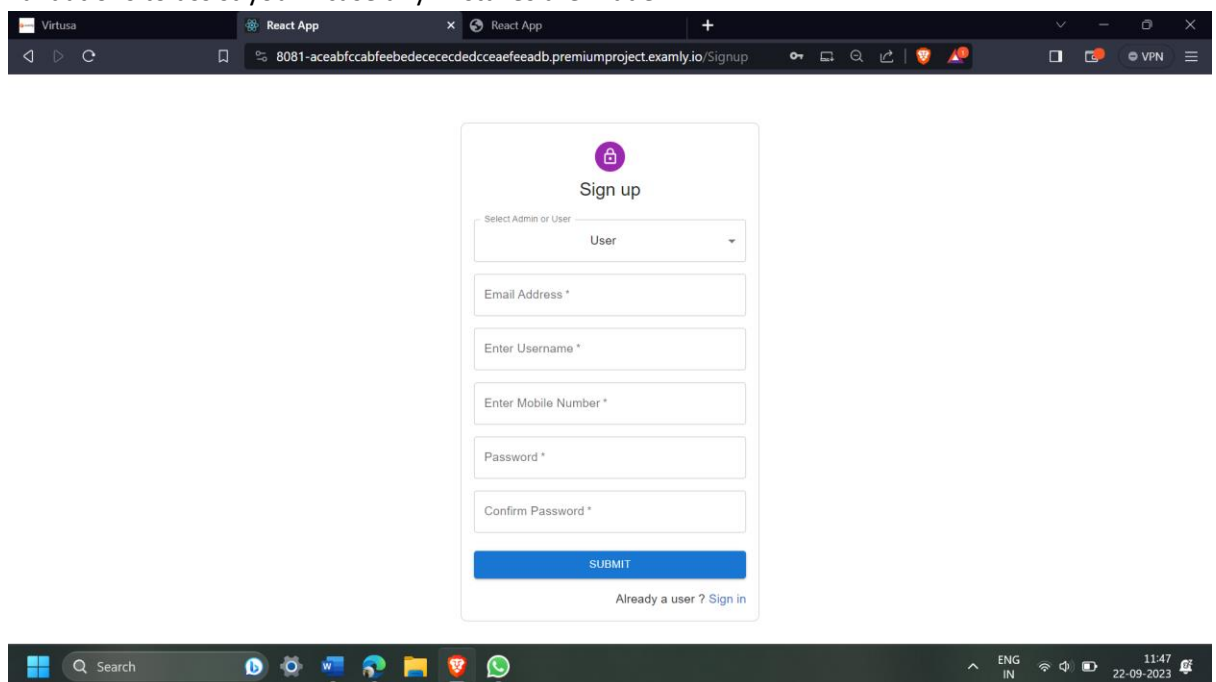 Virtusa
React App
React App
8081-aceabfccabfeebedecececdedcceaefeeadb.premiumproject.examly.io/Signup
VPN
Sign up
Select Admin or User
User
Email Address *
Enter Username *
Enter Mobile Number *
Password *
Confirm Password *
SUBMIT
Already a user ? Sign in
Search
ENG
IN
11:47
22-09-2023